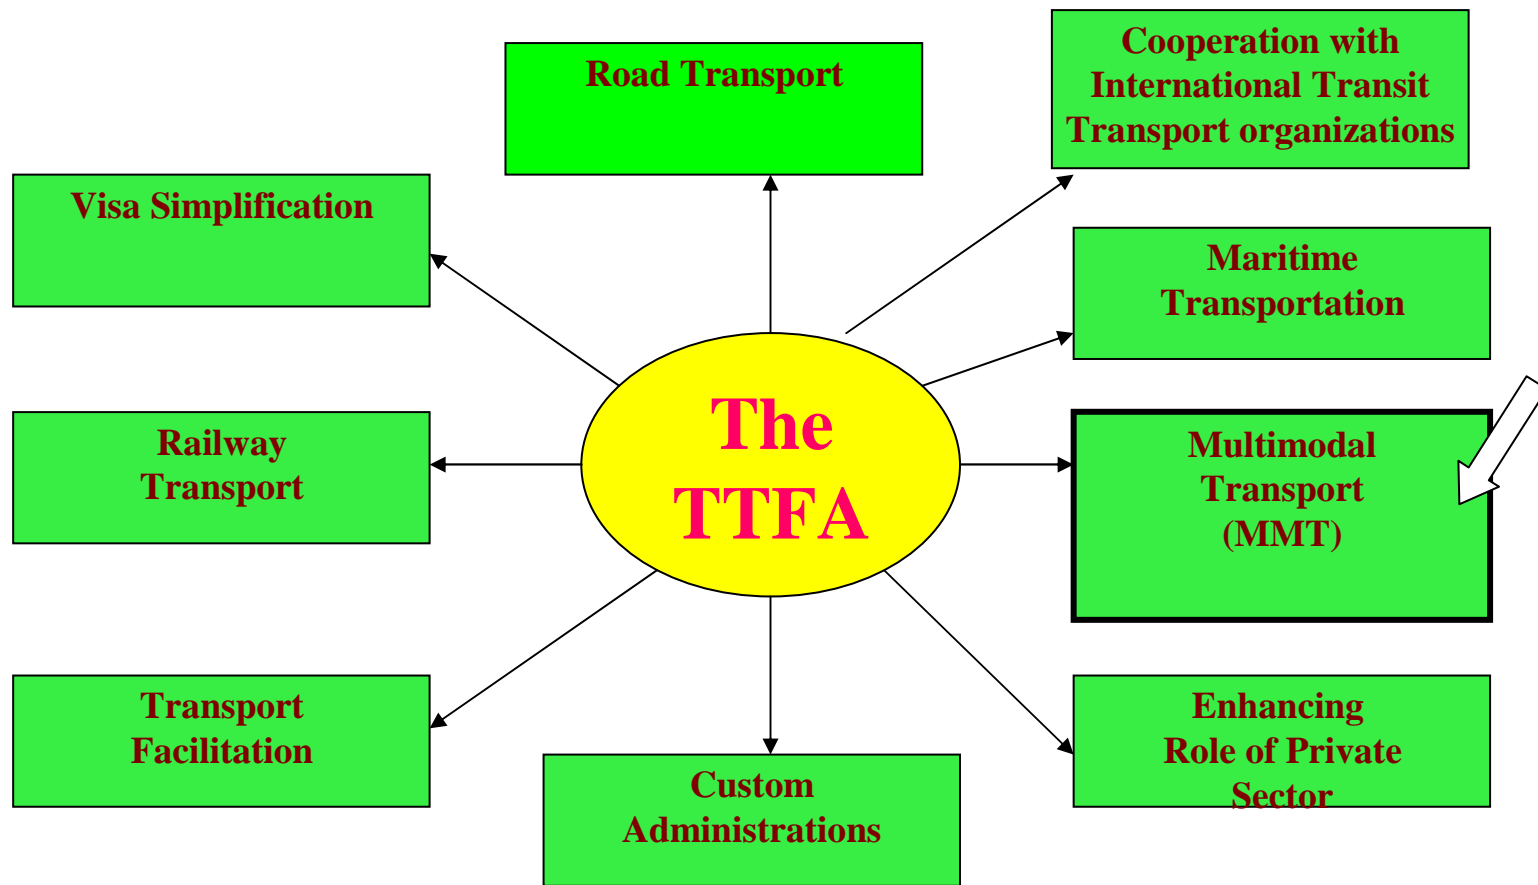 Road Transport
Cooperation with
International Transit
Transport organizations
Visa Simplification
Maritime
Transportation
The
TTFA
Railway
Transport
Multimodal
Transport
(MMT)
Transport
Facilitation
Custom
Administrations
Enhancing
Role of Private
Sector